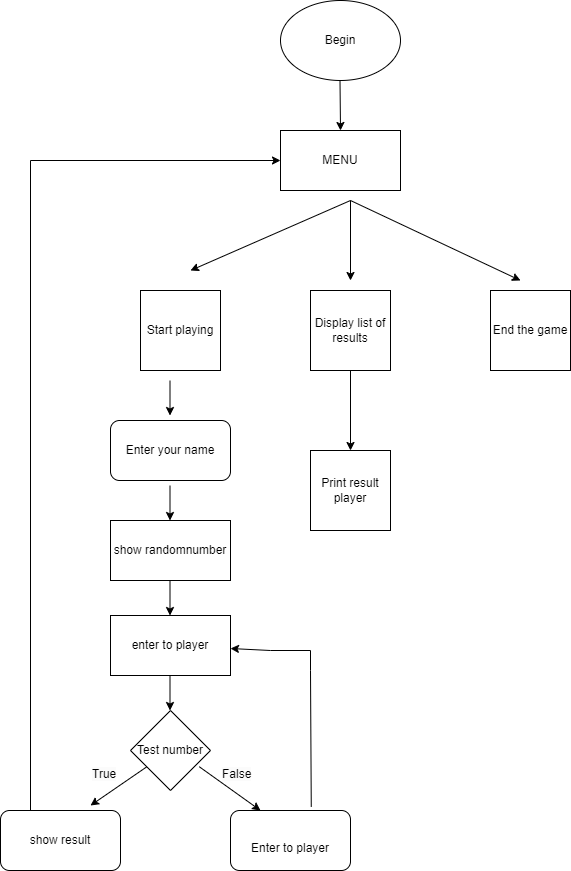 Begin
MENU
Start playing
Display list of
results
End the game
Enter your name
Print result
player
show randomnumber
enter to player
Test number
True
False
show result
Enter to player